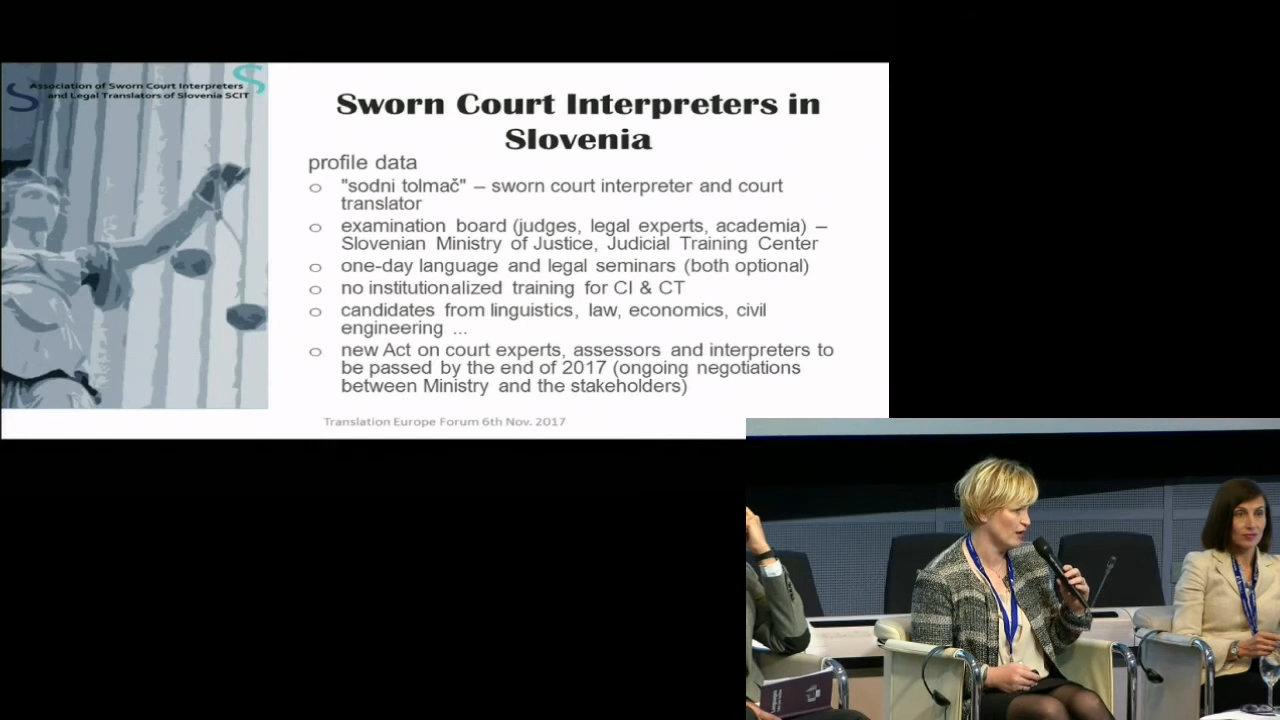 Association of Sworn Court Interpreters
and Legal Translators of Slovenia SCIT
Sworn Court Interpreters in
Slovenia
profile data
"sodni tolmač" – sworn court interpreter and court
translator
examination board (judges, legal experts, academia) –
Slovenian Ministry of Justice, Judicial Training Center
one-day language and legal seminars (both optional)
no institutionalized training for CI & CT
candidates from linguistics, law, economics, civil
engineering ...
new Act on court experts, assessors and interpreters to
be passed by the end of 2017 (ongoing negotiations
between Ministry and the stakeholders)
Translation Europe Forum 6th Nov. 2017